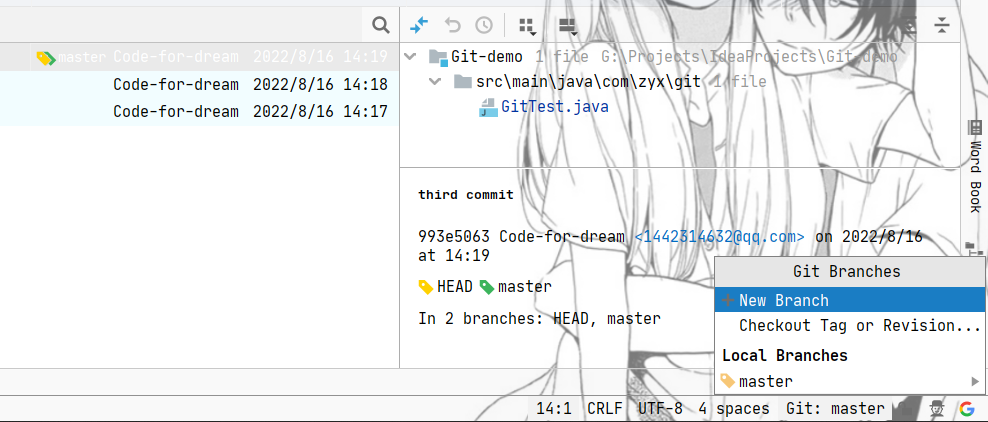 master Code-for-dream 2022/8/16 14:19
Code-for-dream 2022/8/16 14:18
Code-for-dream 2022/8/16 14:17
Git-demo 1 file G:\Projects\IdeaProjects\Git_demo
src\main\java\com\zyx\git 1 file
GitTest.java
third commit
993e5063 Code-for-dream <1442314632@qq.com> on 2022/8/16
at 14:19
HEAD master
In 2 branches: HEAD, master
Word Book
Git Branches
New Branch
Checkout Tag or Revision...
Local Branches
master
14:1 CRLF UTF-8 4 spaces Git: master